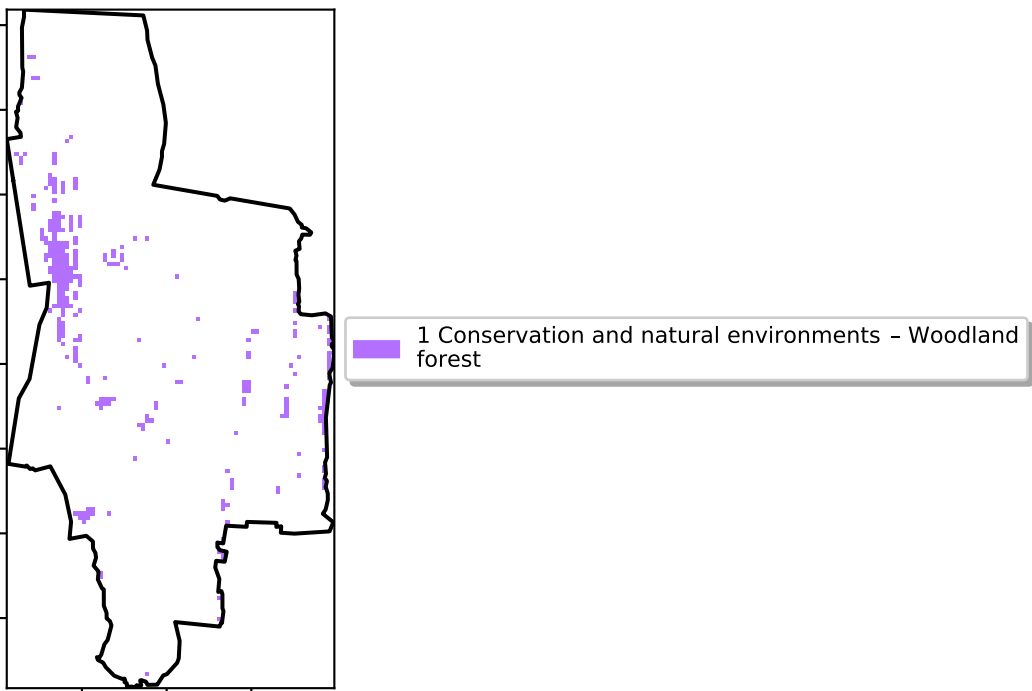 1 Conservation and natural environments – Woodland
forest